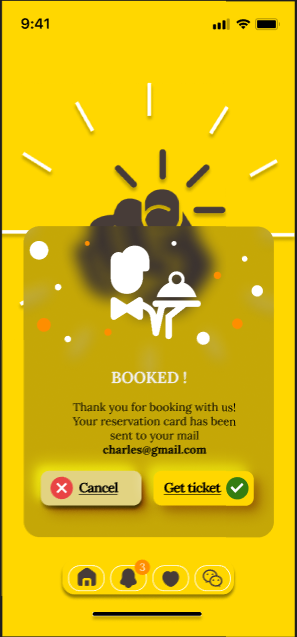 9:41
BOOKED !
Thank you for booking with us!
Your reservation card has been
sent to your mail
charles@gmail.com
Cancel
Get ticket
3